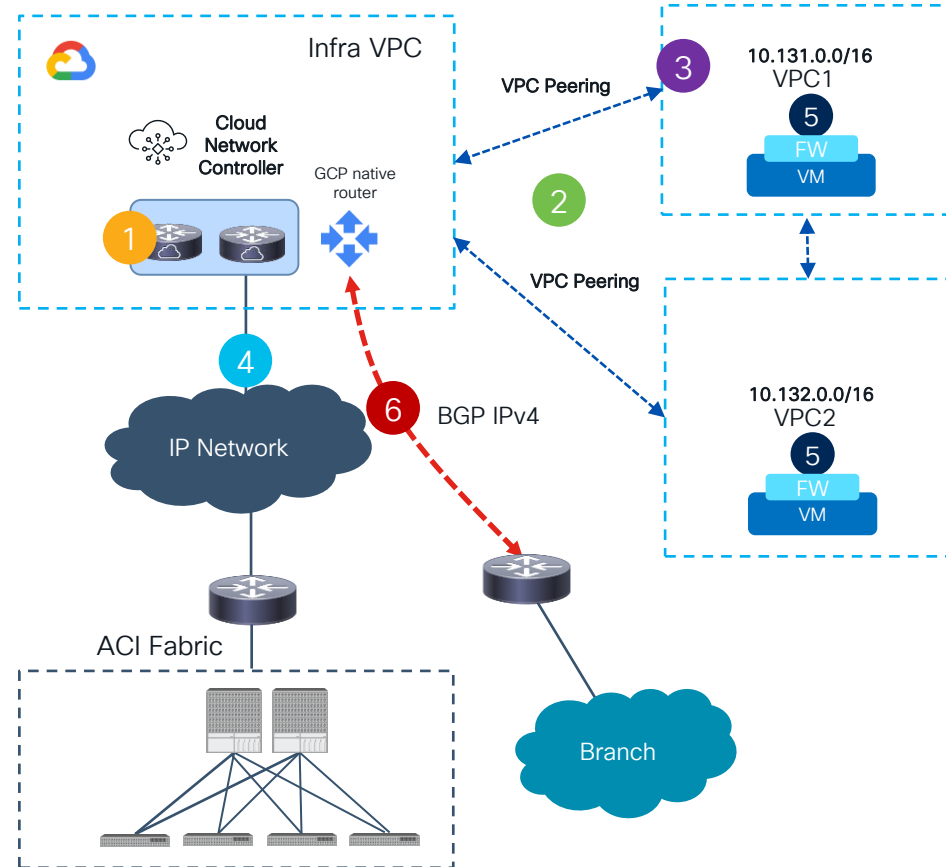 Infra VPC
Cloud
Network
Controller
GCP native
router
1
VPC Peering
2
VPC Peering
3
10.131.0.0/16
VPC1
5
FW
VM
10.132.0.0/16
VPC2
5
FW
VM
4
IP Network
6
BGP IPv4
ACI Fabric
Branch